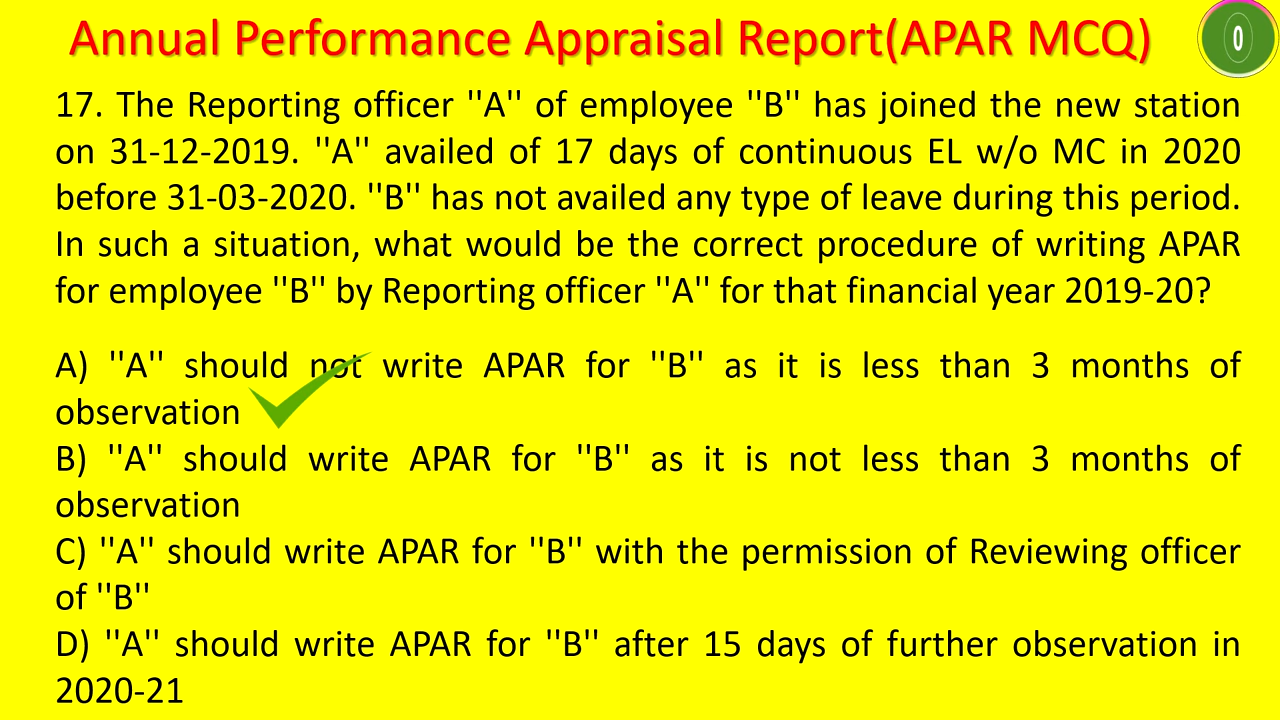 Annual Performance Appraisal Report(APAR MCQ)
0
17. The Reporting officer ''A'' of employee ''B'' has joined the new station
on 31-12-2019. ''A'' availed of 17 days of continuous EL w/o MC in 2020
before 31-03-2020. ''B'' has not availed any type of leave during this period.
In such a situation, what would be the correct procedure of writing APAR
for employee ''B'' by Reporting officer ''A'' for that financial year 2019-20?
A) ''A'' should not write APAR for ''B'' as it is less than 3 months of
observation
B) ''A'' should write APAR for ''B'' as it is not less than 3 months of
observation
C) ''A'' should write APAR for ''B'' with the permission of Reviewing officer
of ''B''
D) ''A'' should write APAR for ''B'' after 15 days of further observation in
2020-21